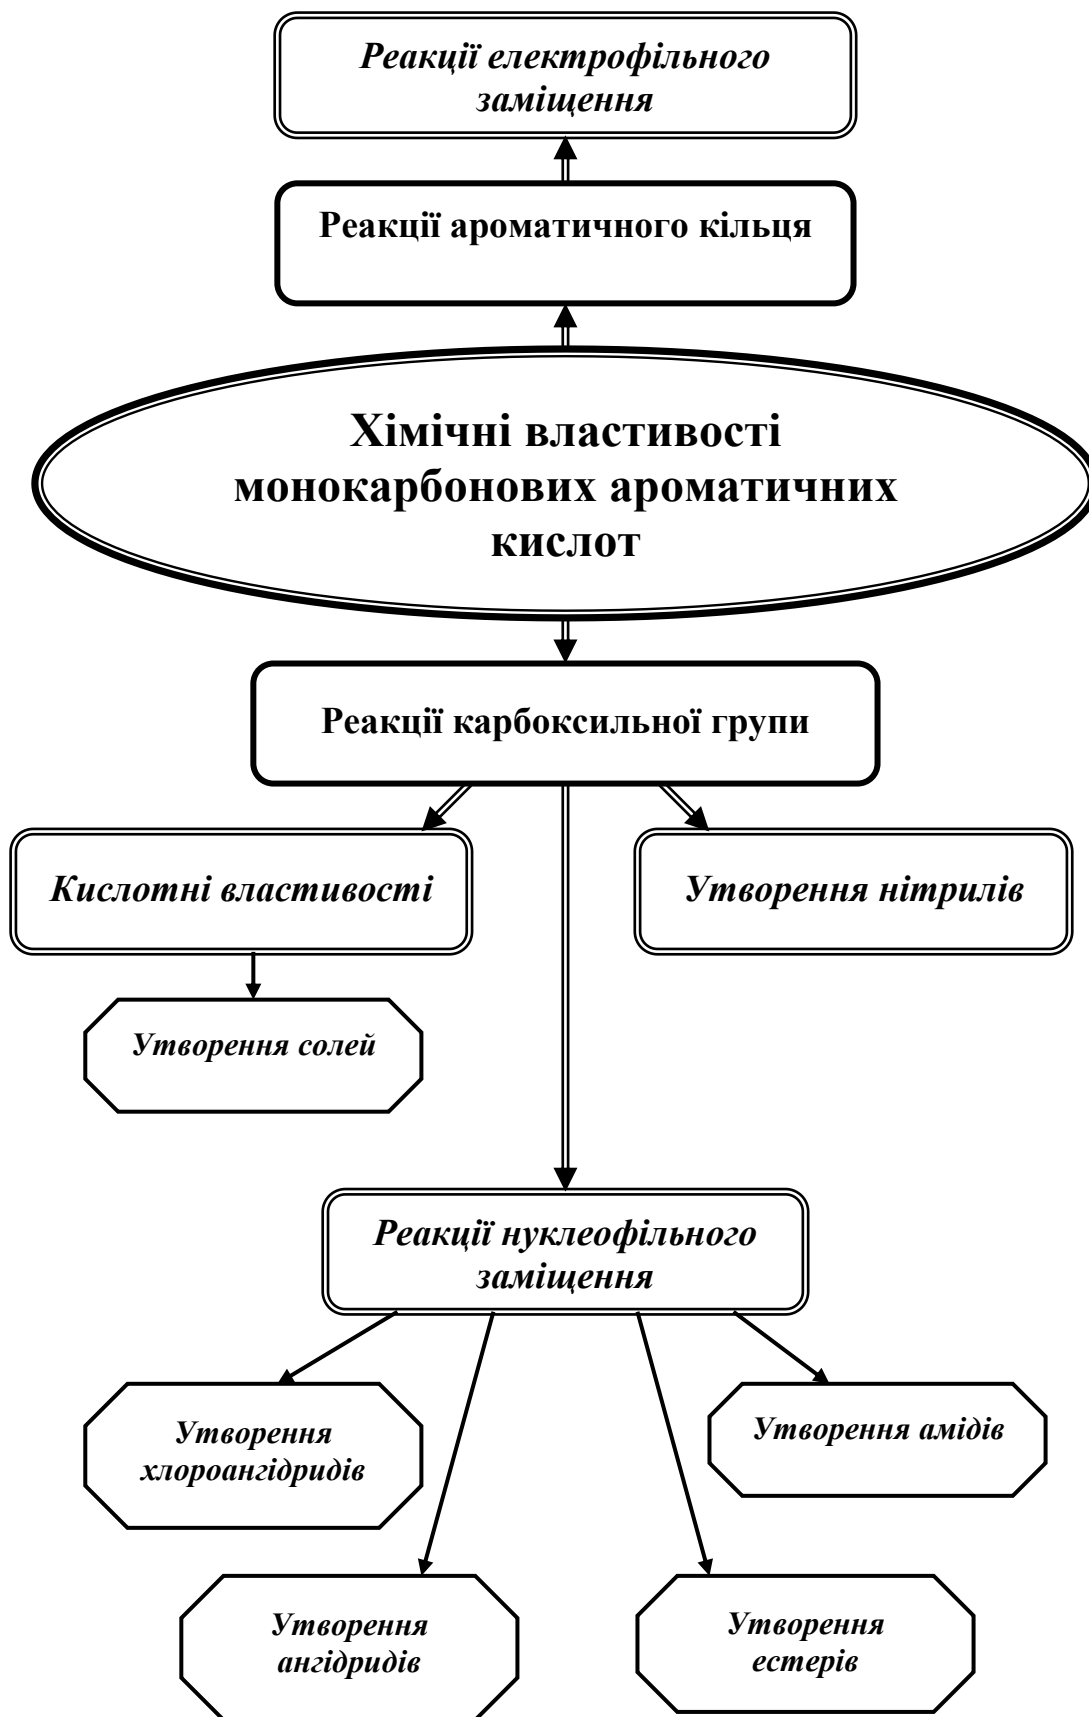 Реакції електрофільного
заміщення
Реакції ароматичного кільця
Хімічні властивості
монокарбонових ароматичних
кислот
Реакції карбоксильної групи
Кислотні властивості
Утворення нітрилів
Утворення солей
Реакції нуклеофільного
заміщення
Утворення
хлороангідридів
Утворення амідів
Утворення
ангідридів
Утворення
естерів